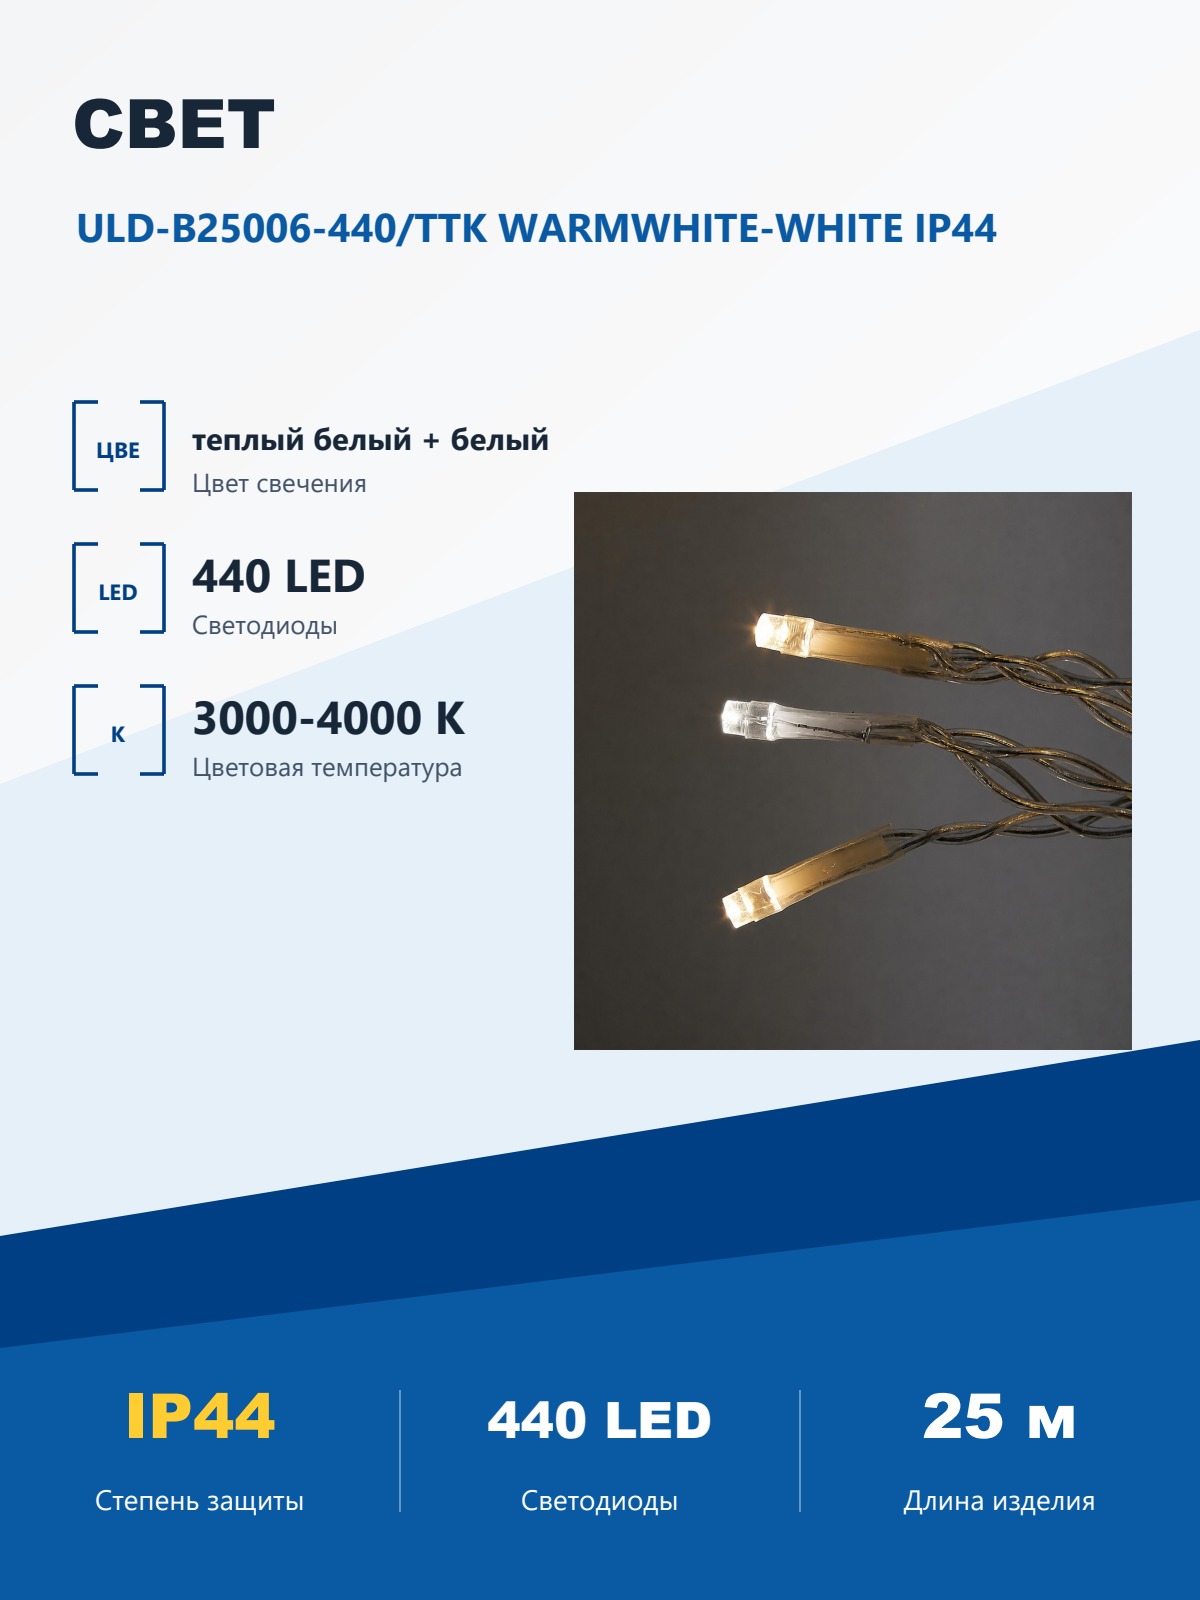 СВЕТ
ULD-B25006-440/TTK WARMWHITE-WHITE IP44
ЦВЕ
теплый белый + белый
Цвет свечения
LED
440 LED
Светодиоды
К
3000-4000 К
Цветовая температура
IP44
Степень защиты
440 LED
Светодиоды
25 м
Длина изделия